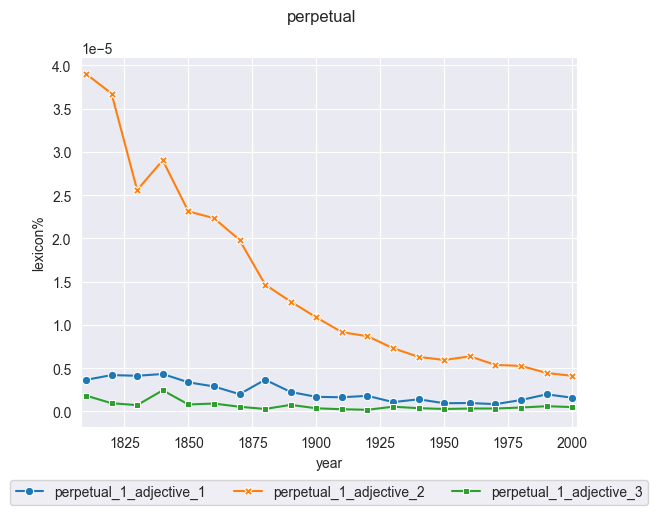 perpetual
1e−5
4.0
3.5
3.0
2.5
2.0
1.5
1.0
0.5
0.0
lexicon%
1825 1850 1875 1900 1925 1950 1975 2000
year
perpetual_1_adjective_1 perpetual_1_adjective_2 perpetual_1_adjective_3